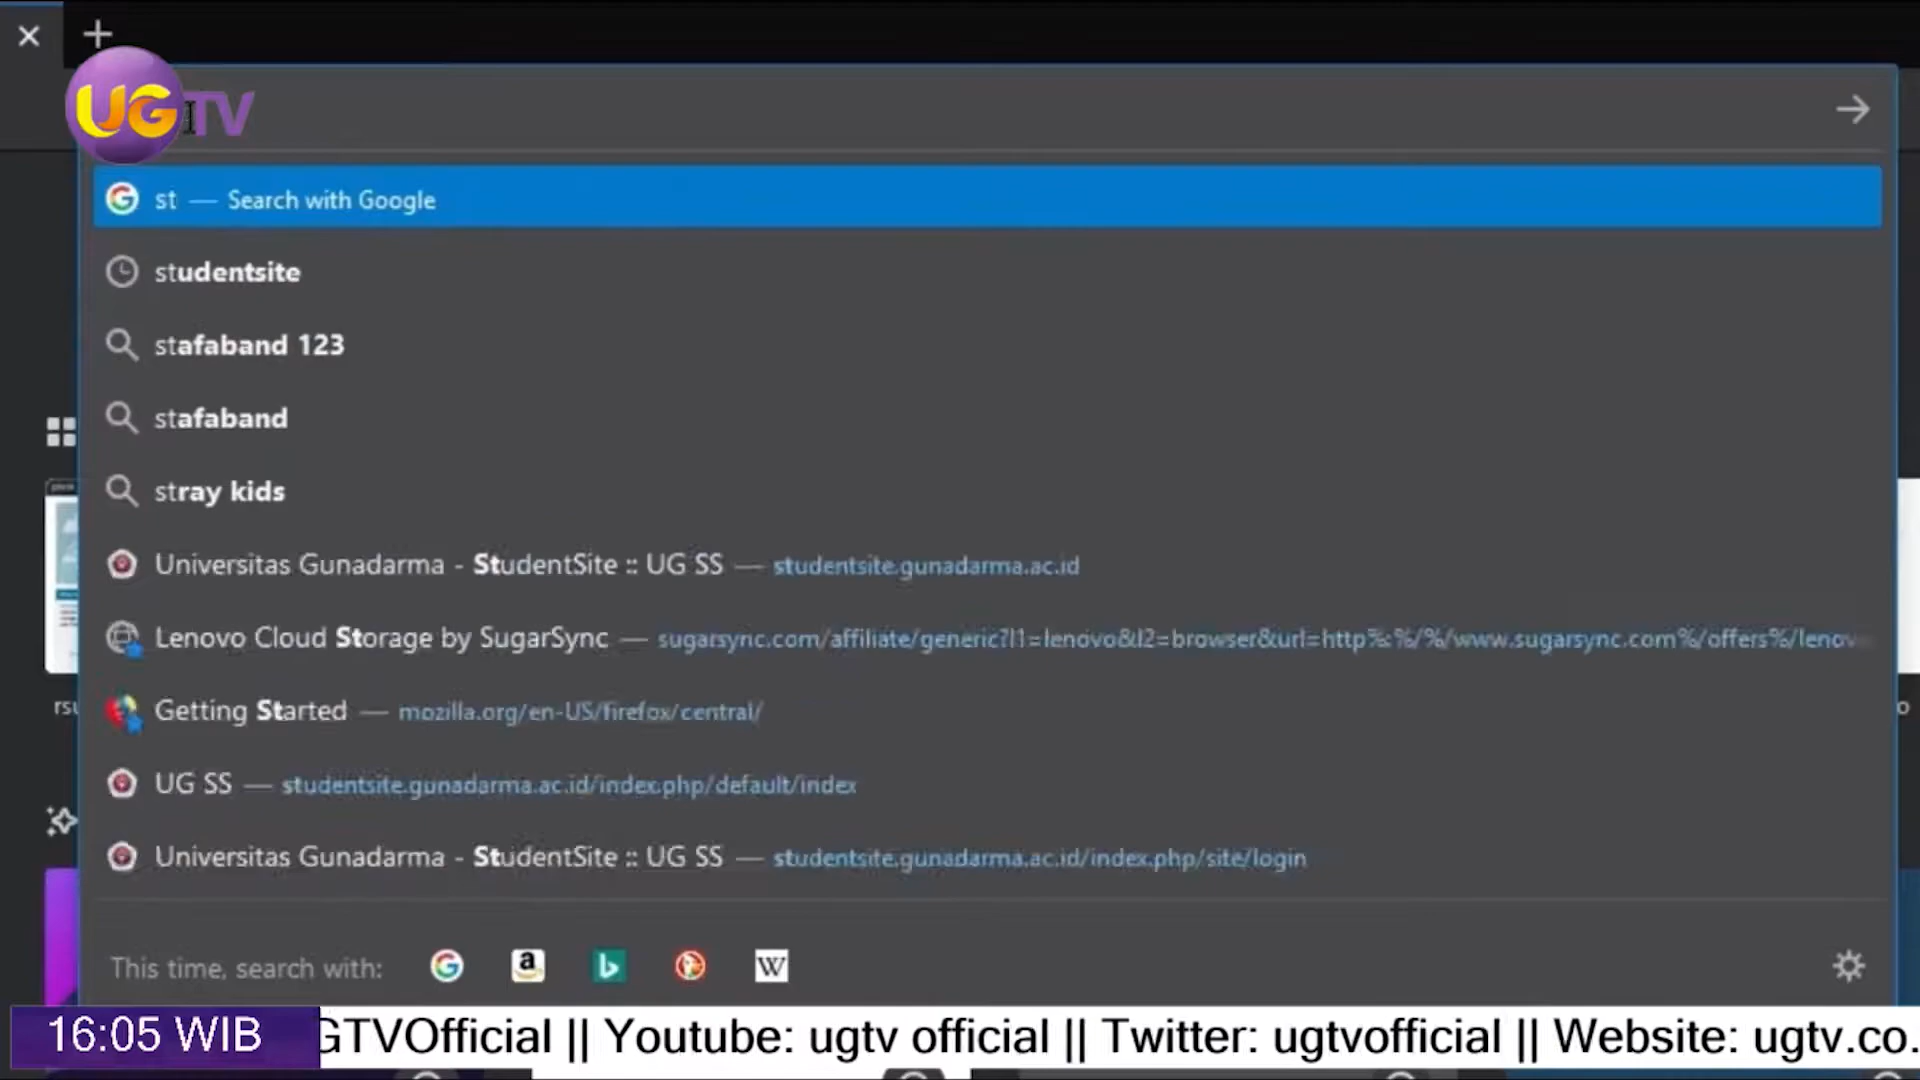 UGTV
st — Search with Google
studentsite
stafaband 123
stafaband
stray kids
Universitas Gunadarma - StudentSite :: UG SS — studentsite.gunadarma.ac.id
Lenovo Cloud Storage by SugarSync — sugarsync.com/affiliate/generic?l1=lenovo&l2=browser&url=http%:%/%/www.sugarsync.com%/offers%/lenov
Getting Started — mozilla.org/en-US/firefox/central/
UG SS — studentsite.gunadarma.ac.id/index.php/default/index
Universitas Gunadarma - StudentSite :: UG SS — studentsite.gunadarma.ac.id/index.php/site/login
This time, search with:
16:05 WIB GTVOfficial || Youtube: ugtv official || Twitter: ugtvofficial || Website: ugtv.co.